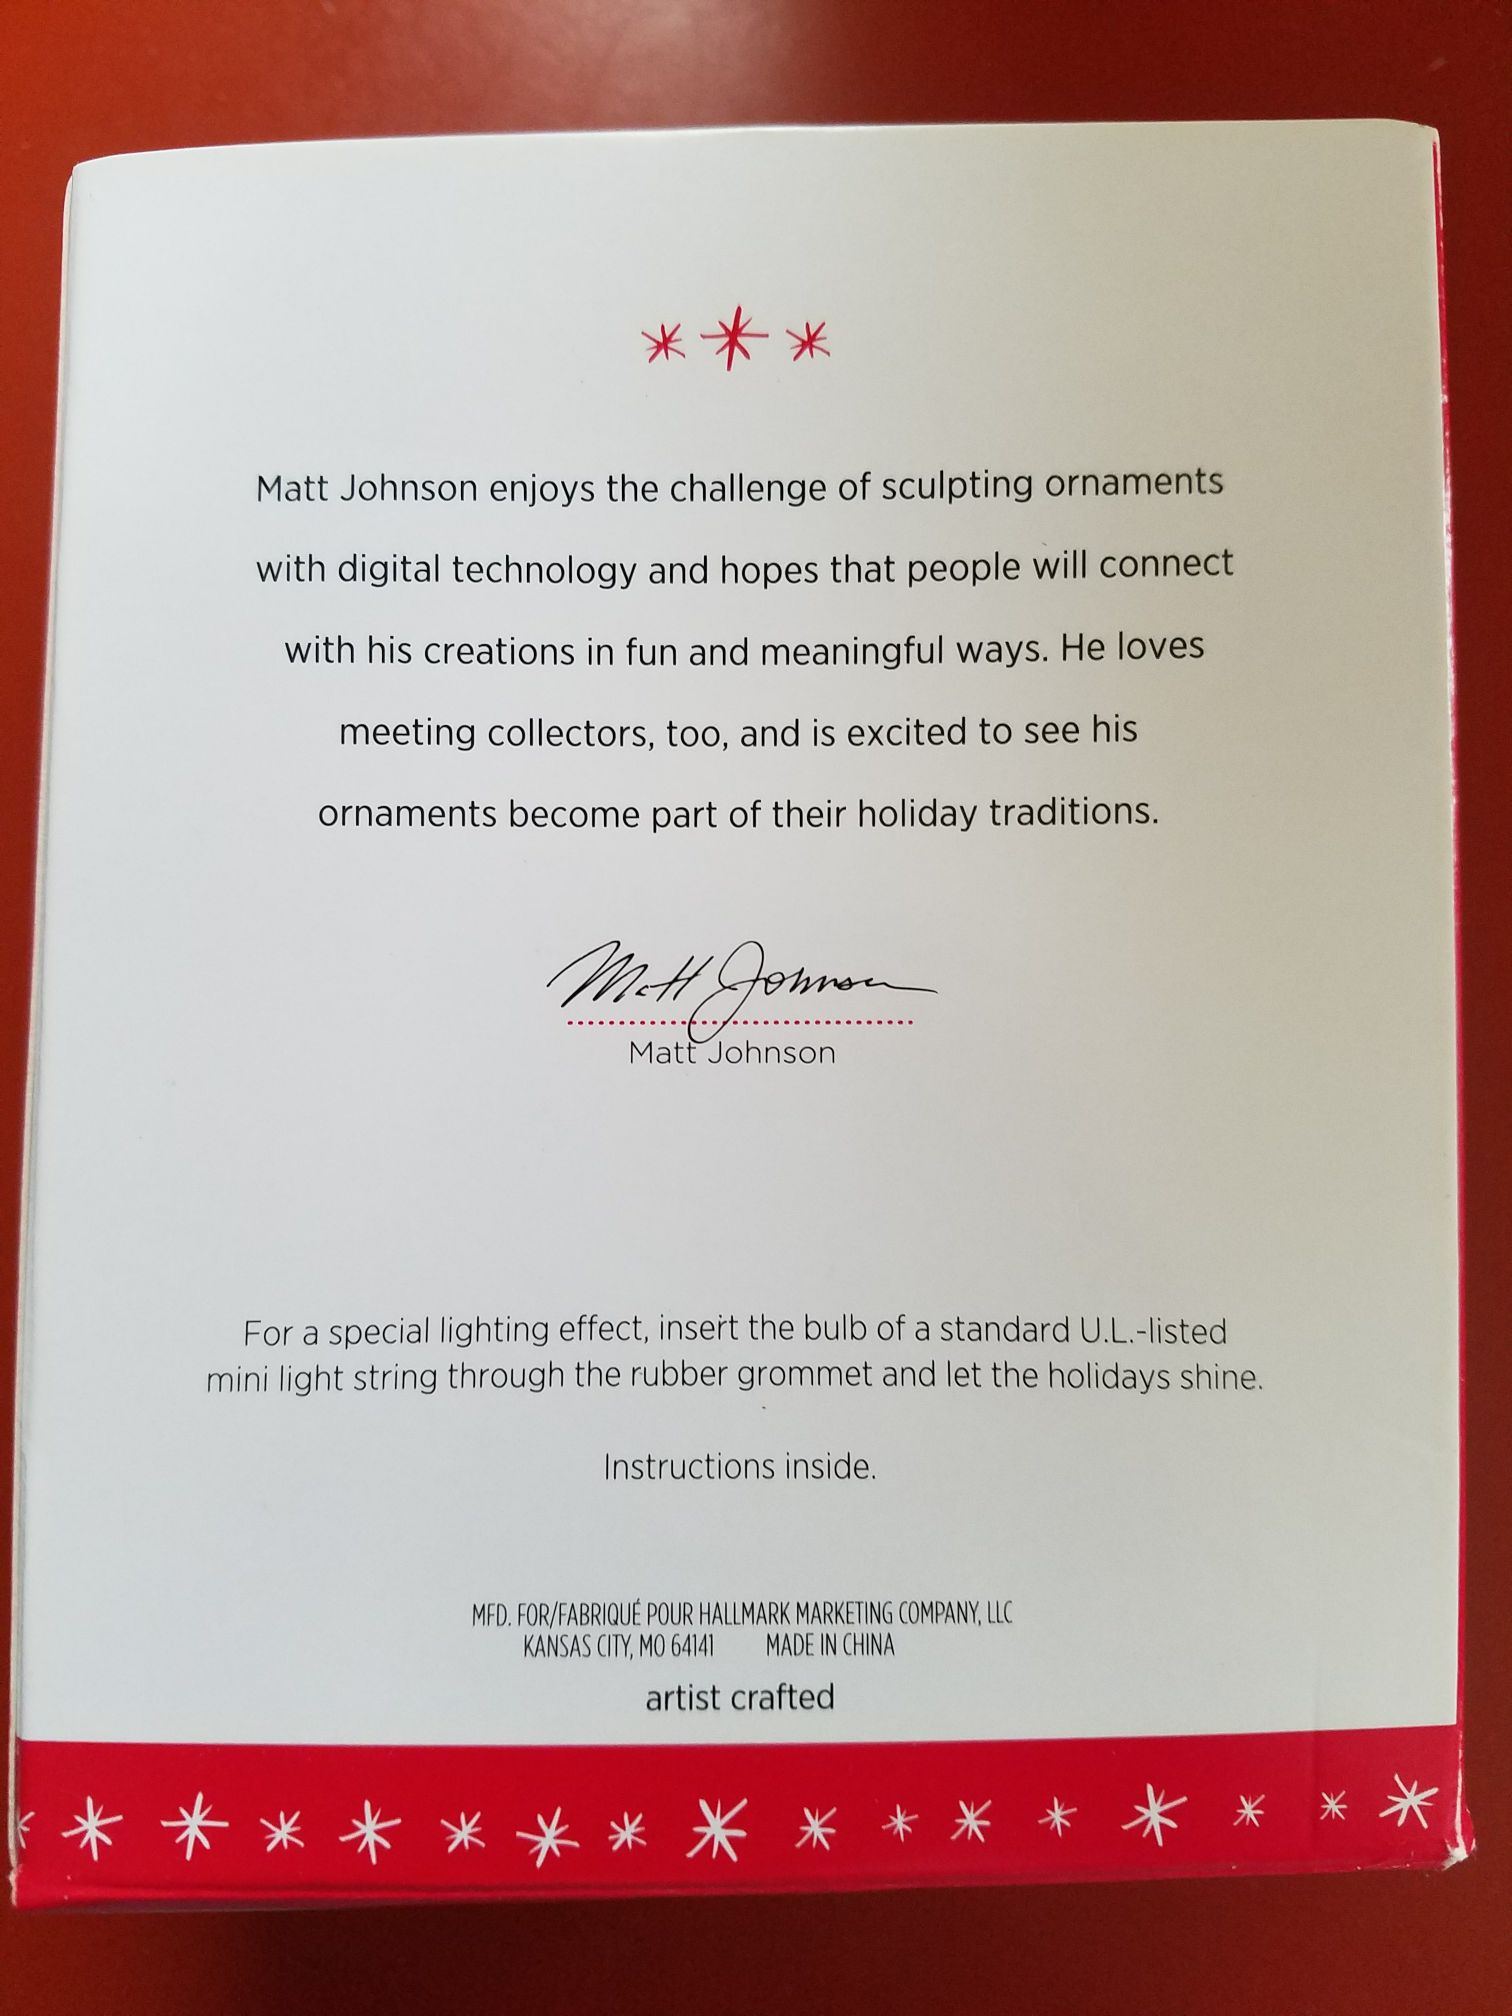 Matt Johnson enjoys the challenge of sculpting ornaments
with digital technology and hopes that people will connect
with his creations in fun and meaningful ways. He loves
meeting collectors, too, and is excited to see his
ornaments become part of their holiday traditions.
Matt Johnson
Matt Johnson
For a special lighting effect, insert the bulb of a standard U.L.-listed
mini light string through the rubber grommet and let the holidays shine.
Instructions inside.
MFD. FOR/FABRIQUÉ POUR HALLMARK MARKETING COMPANY, LLC
KANSAS CITY, MO 64141 MADE IN CHINA
artist crafted